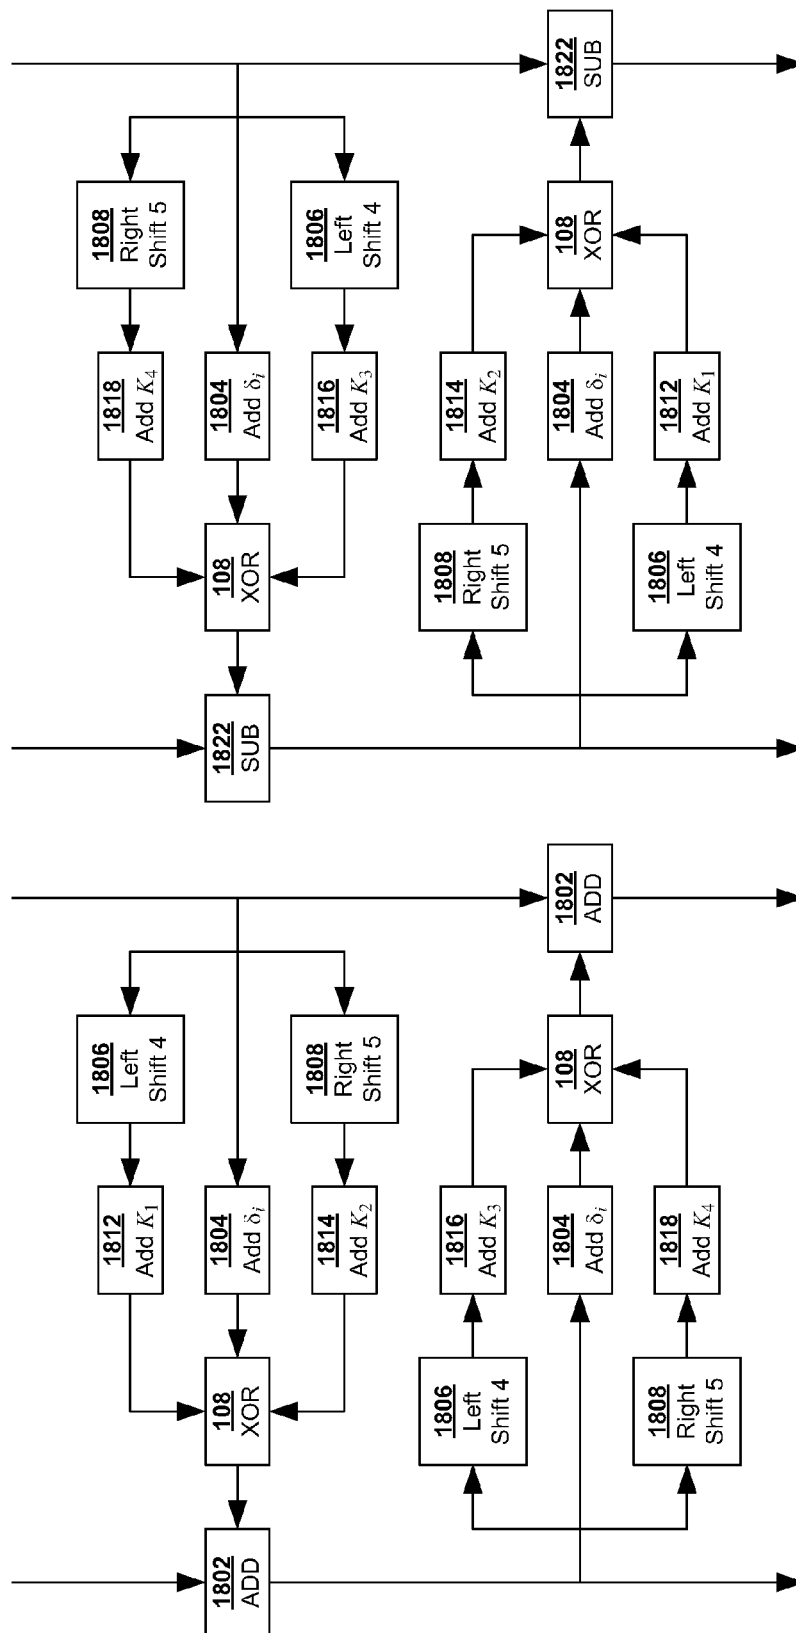 1812
Add K₁
1806
Left
Shift 4
1802
ADD
108
XOR
1804
Add δᵢ
1814
Add K₂
1808
Right
Shift 5
1806
Left
Shift 4
1816
Add K₃
1804
Add δᵢ
108
XOR
1802
ADD
1808
Right
Shift 5
1818
Add K₄
1818
Add K₄
1808
Right
Shift 5
1822
SUB
108
XOR
1804
Add δᵢ
1816
Add K₃
1806
Left
Shift 4
1808
Right
Shift 5
1814
Add K₂
1804
Add δᵢ
108
XOR
1822
SUB
1806
Left
Shift 4
1812
Add K₁